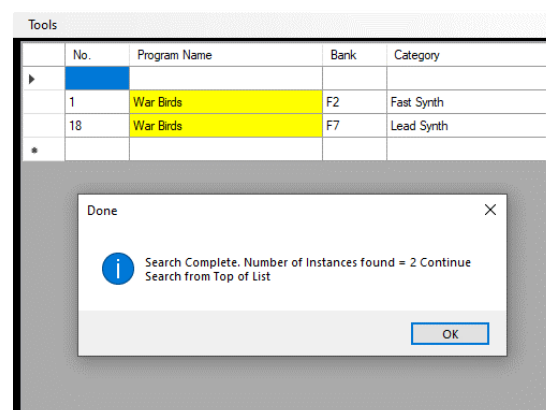 Tools
No. Program Name Bank Category
1 War Birds F2 Fast Synth
18 War Birds F7 Lead Synth
Done
Search Complete. Number of Instances found = 2 Continue
Search from Top of List
OK